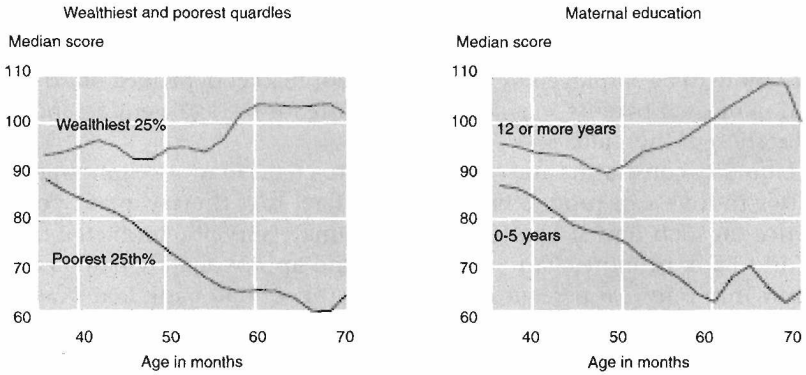 Wealthiest and poorest quardles
Median score
110
100
90
80
70
60
Wealthiest 25%
Poorest 25th%
40 50 60 70
Age in months
Maternal education
Median score
110
100
90
80
70
60
12 or more years
0-5 years
40 50 60 70
Age in months